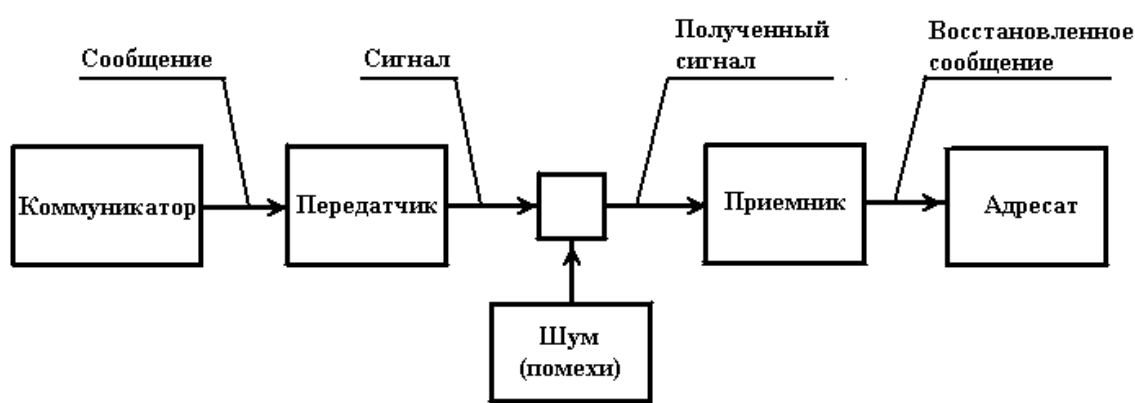 Сообщение
Сигнал
Полученный
сигнал
Восстановленное
сообщение
Коммуникатор
Передатчик
Приемник
Адресат
Шум
(помехи)